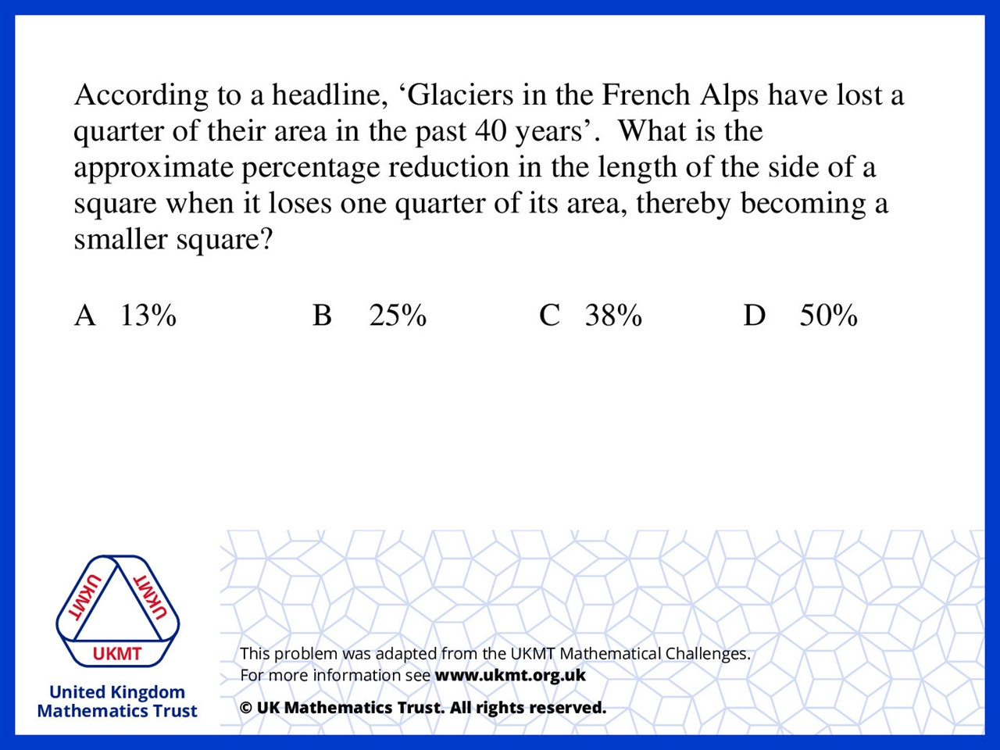 According to a headline, ‘Glaciers in the French Alps have lost a
quarter of their area in the past 40 years’.  What is the
approximate percentage reduction in the length of the side of a
square when it loses one quarter of its area, thereby becoming a
smaller square?
A 13% B 25% C 38% D 50%
UKMT UKMT
UKMT
United Kingdom
Mathematics Trust
This problem was adapted from the UKMT Mathematical Challenges.
For more information see www.ukmt.org.uk
© UK Mathematics Trust. All rights reserved.